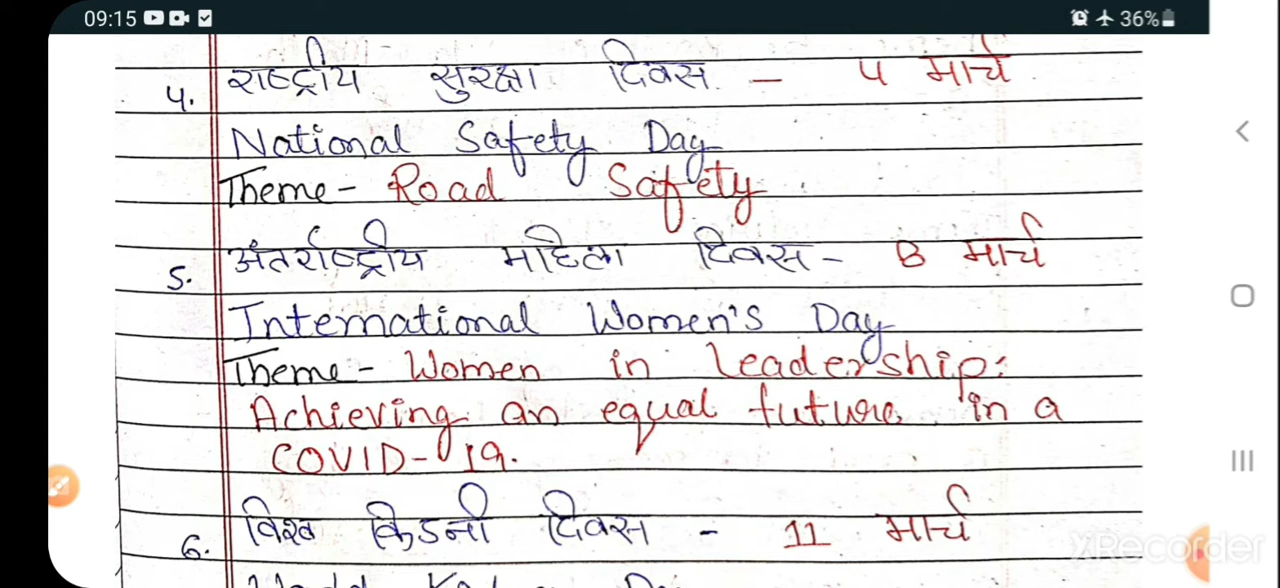 09:15
36%
4. राष्ट्रीय सुरक्षा दिवस - 4 मार्च
National Safety Day
Theme - Road Safety
5. अंतर्राष्ट्रीय महिला दिवस - 8 मार्च
International Women's Day
Theme - Women in leadership:
Achieving an equal future in a
COVID-19.
6. विश्व किडनी दिवस - 11 मार्च
XRecorder